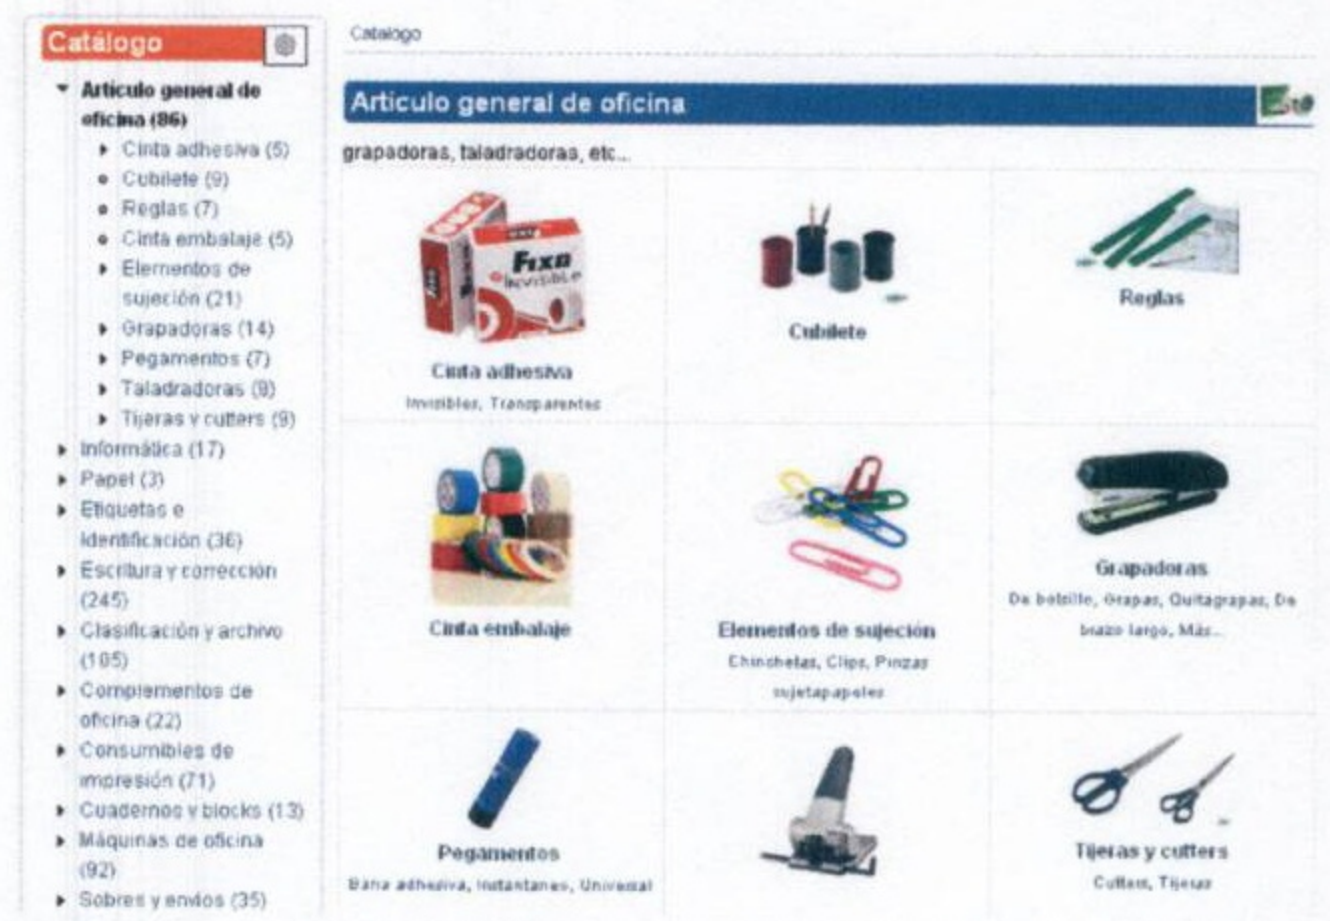 Catálogo
Artículo general de
oficina (86)
Cinta adhesiva (5)
Cubilete (9)
Reglas (7)
Cinta embalaje (5)
Elementos de
sujeción (21)
Grapadoras (14)
Pegamentos (7)
Taladradoras (9)
Tijeras y cutters (9)
Informática (17)
Papel (3)
Etiquetas e
Identificación (36)
Escritura y corrección
(245)
Clasificación y archivo
(105)
Complementos de
oficina (22)
Consumibles de
impresión (71)
Cuadernos y blocks (13)
Máquinas de oficina
(92)
Sobres y envíos (35)
Catalogo
Articulo general de oficina
grapadoras, taladradoras, etc...
FIXO
INVISIBLE
Cinta adhesiva
Invisibles, Transparentes
Cubilete
Reglas
Cinta embalaje
Elementos de sujeción
Chinchetas, Clips, Pinzas
sujetapapeles
Grapadoras
De bolsillo, Grapas, Quitagrapas, De
brazo largo, Más...
Pegamentos
Barra adhesiva, Instantaneo, Universal
Tijeras y cutters
Cutters, Tijeras